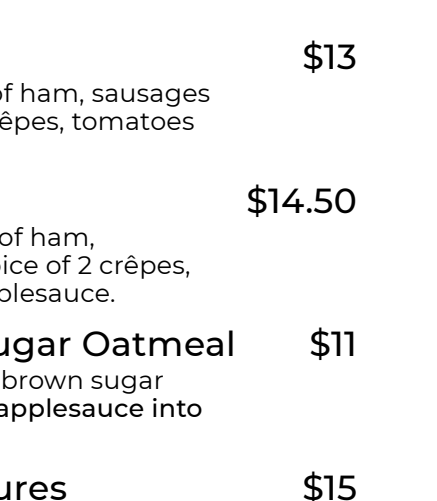 $13
of ham, sausages
êpes, tomatoes
$14.50
of ham,
ice of 2 crêpes,
plesauce.
ugar Oatmeal $11
brown sugar
applesauce into
ures $15